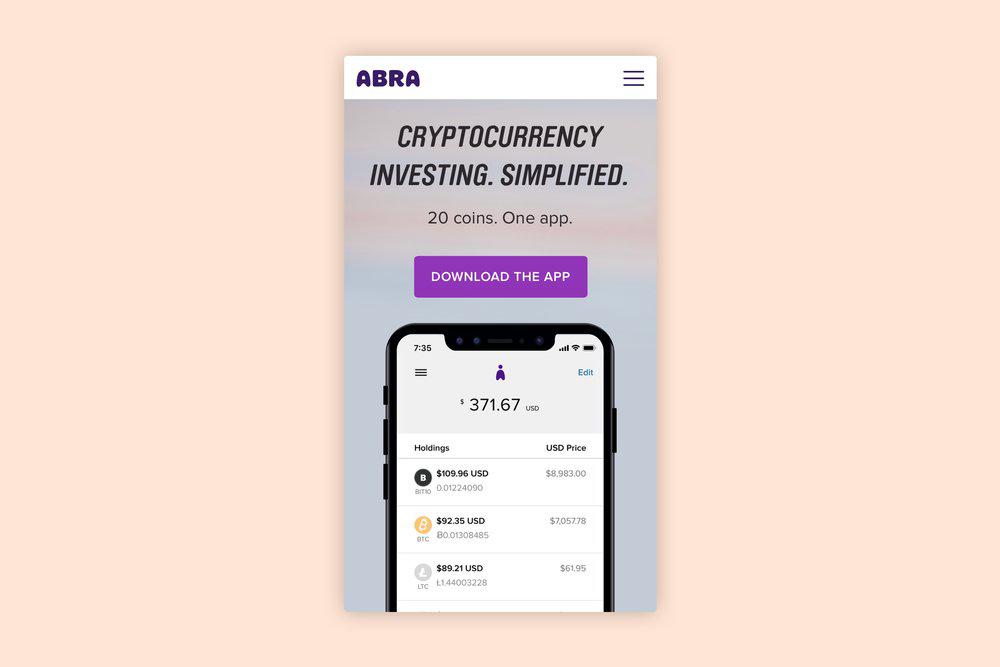 ABRA
CRYPTOCURRENCY
INVESTING. SIMPLIFIED.
20 coins. One app.
DOWNLOAD THE APP
7:35
Edit
$ 371.67 USD
Holdings USD Price
$109.96 USD $8,983.00
0.01224090
BIT10
$92.35 USD $7,057.78
Ƀ0.01308485
BTC
$89.21 USD $61.95
Ł1.44003228
LTC